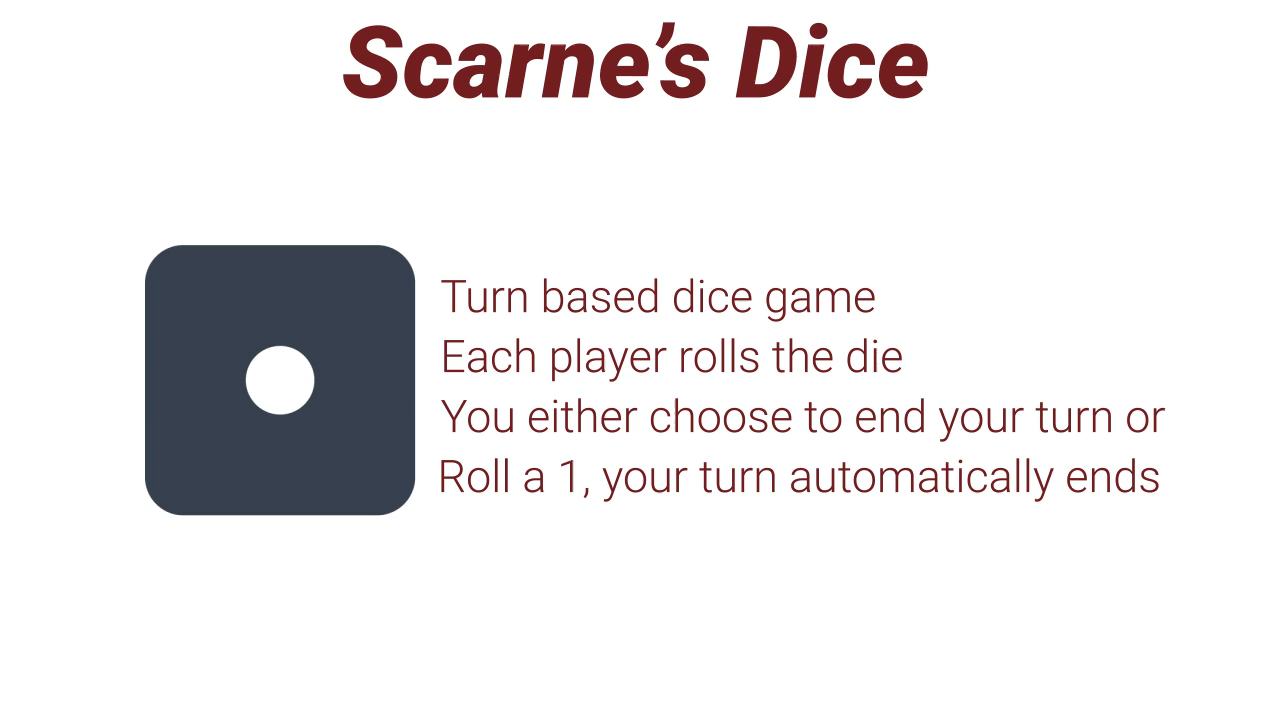 Scarne’s Dice
Turn based dice game
Each player rolls the die
You either choose to end your turn or
Roll a 1, your turn automatically ends